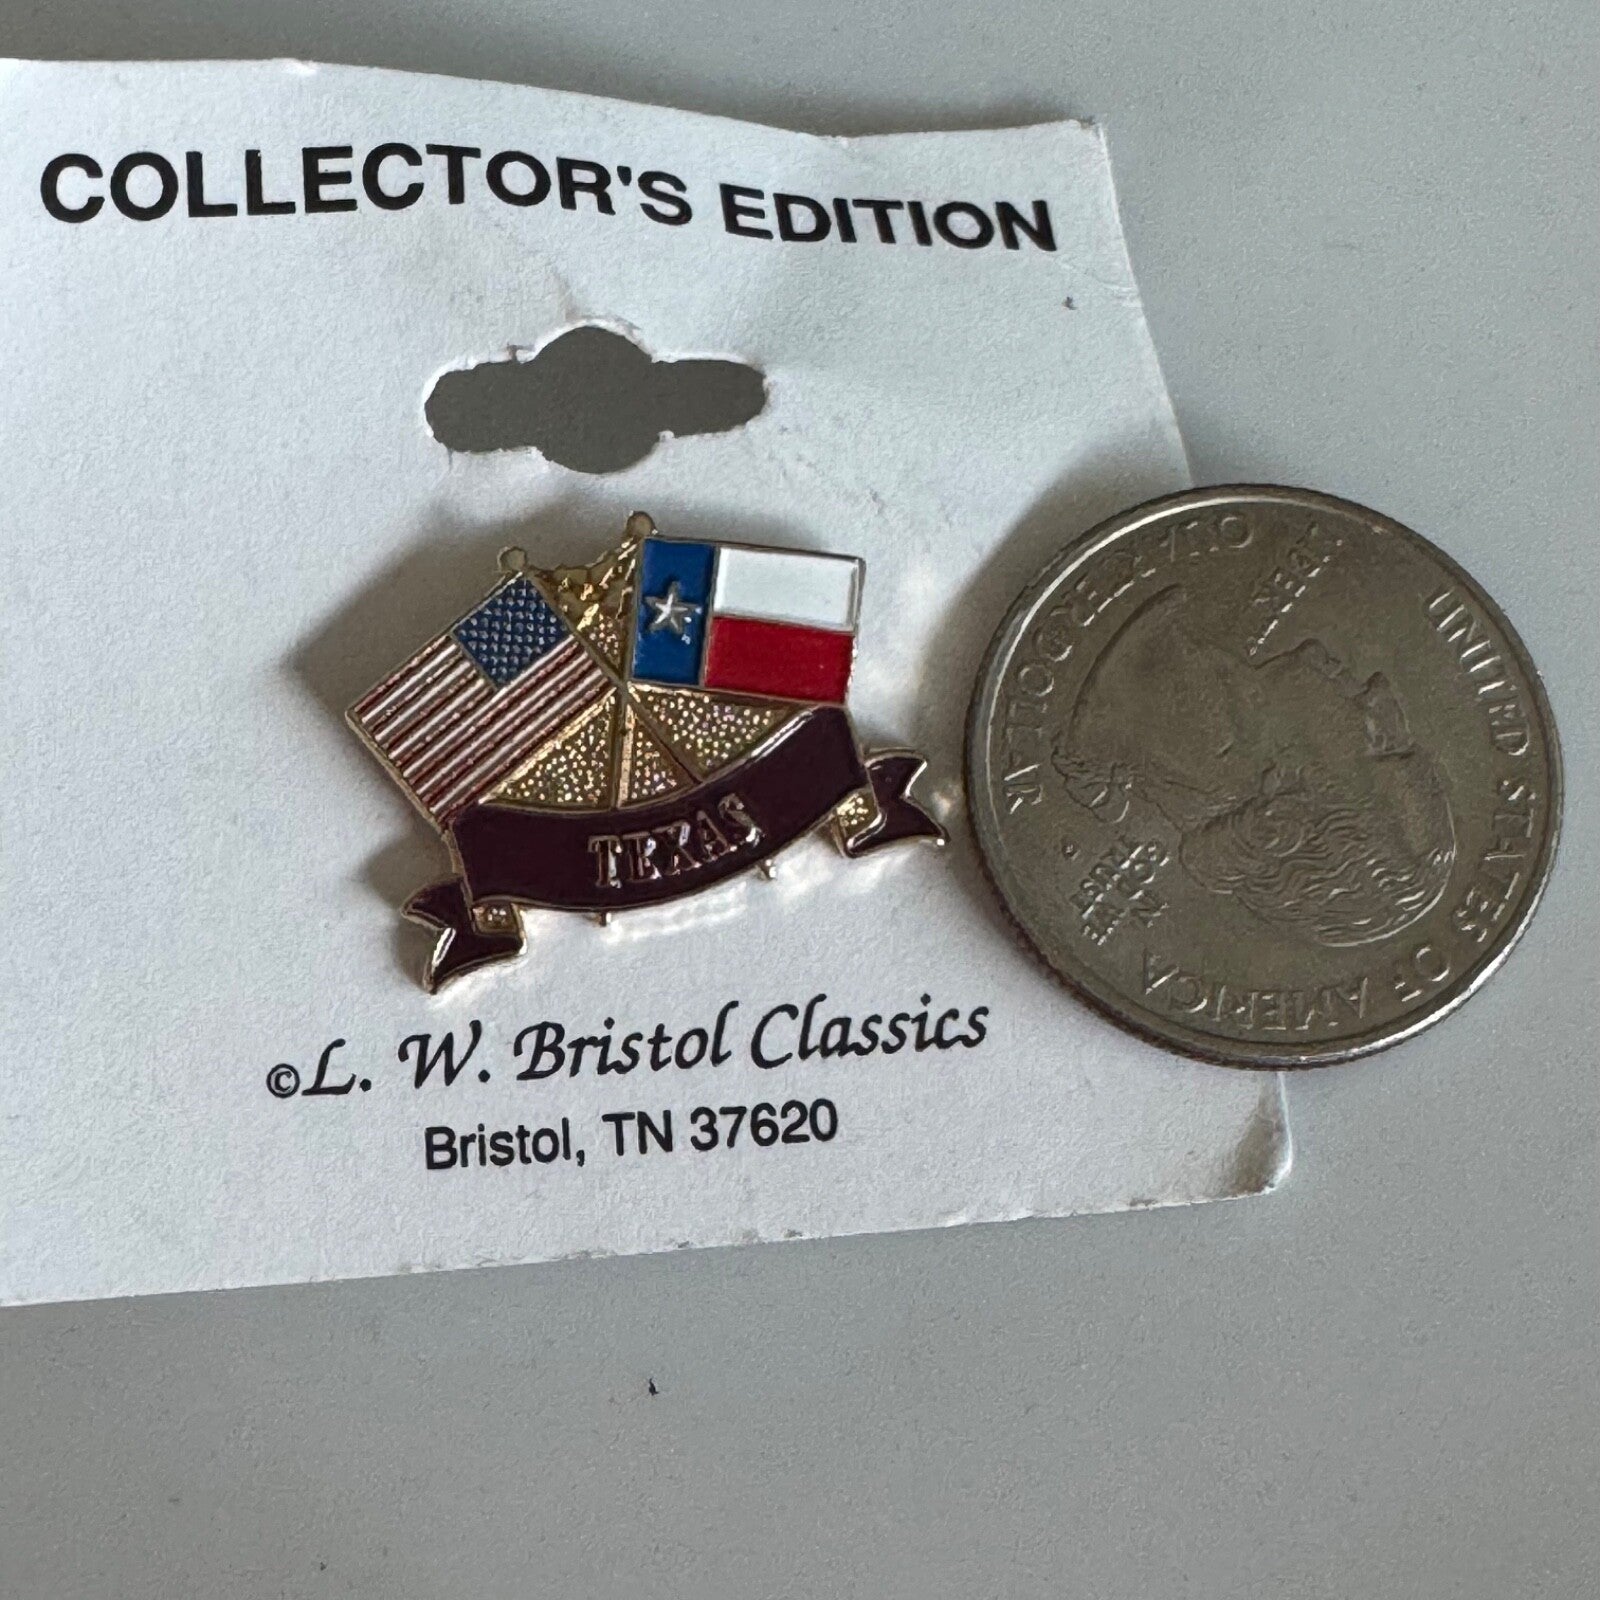 COLLECTOR'S EDITION
TEXAS
©L. W. Bristol Classics
Bristol, TN 37620
UNITED STATES OF AMERICA
LIBERTY
IN
GOD WE
TRUST
QUARTER DOLLAR